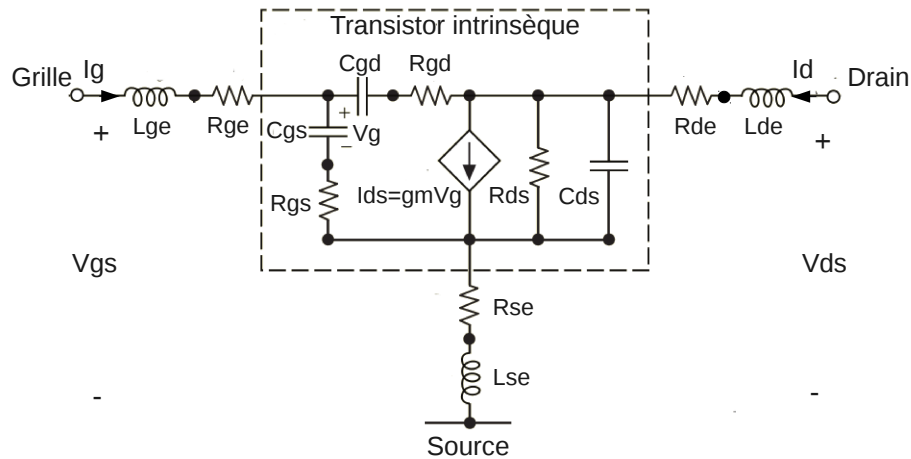 Transistor intrinsèque
Grille
Ig
Cgd
Rgd
Id
Drain
Lge
Rge
Cgs
+
Vg
−
Rde
Lde
+
+
Rgs
Ids=gmVg
Rds
Cds
Vgs
Vds
Rse
Lse
-
-
Source